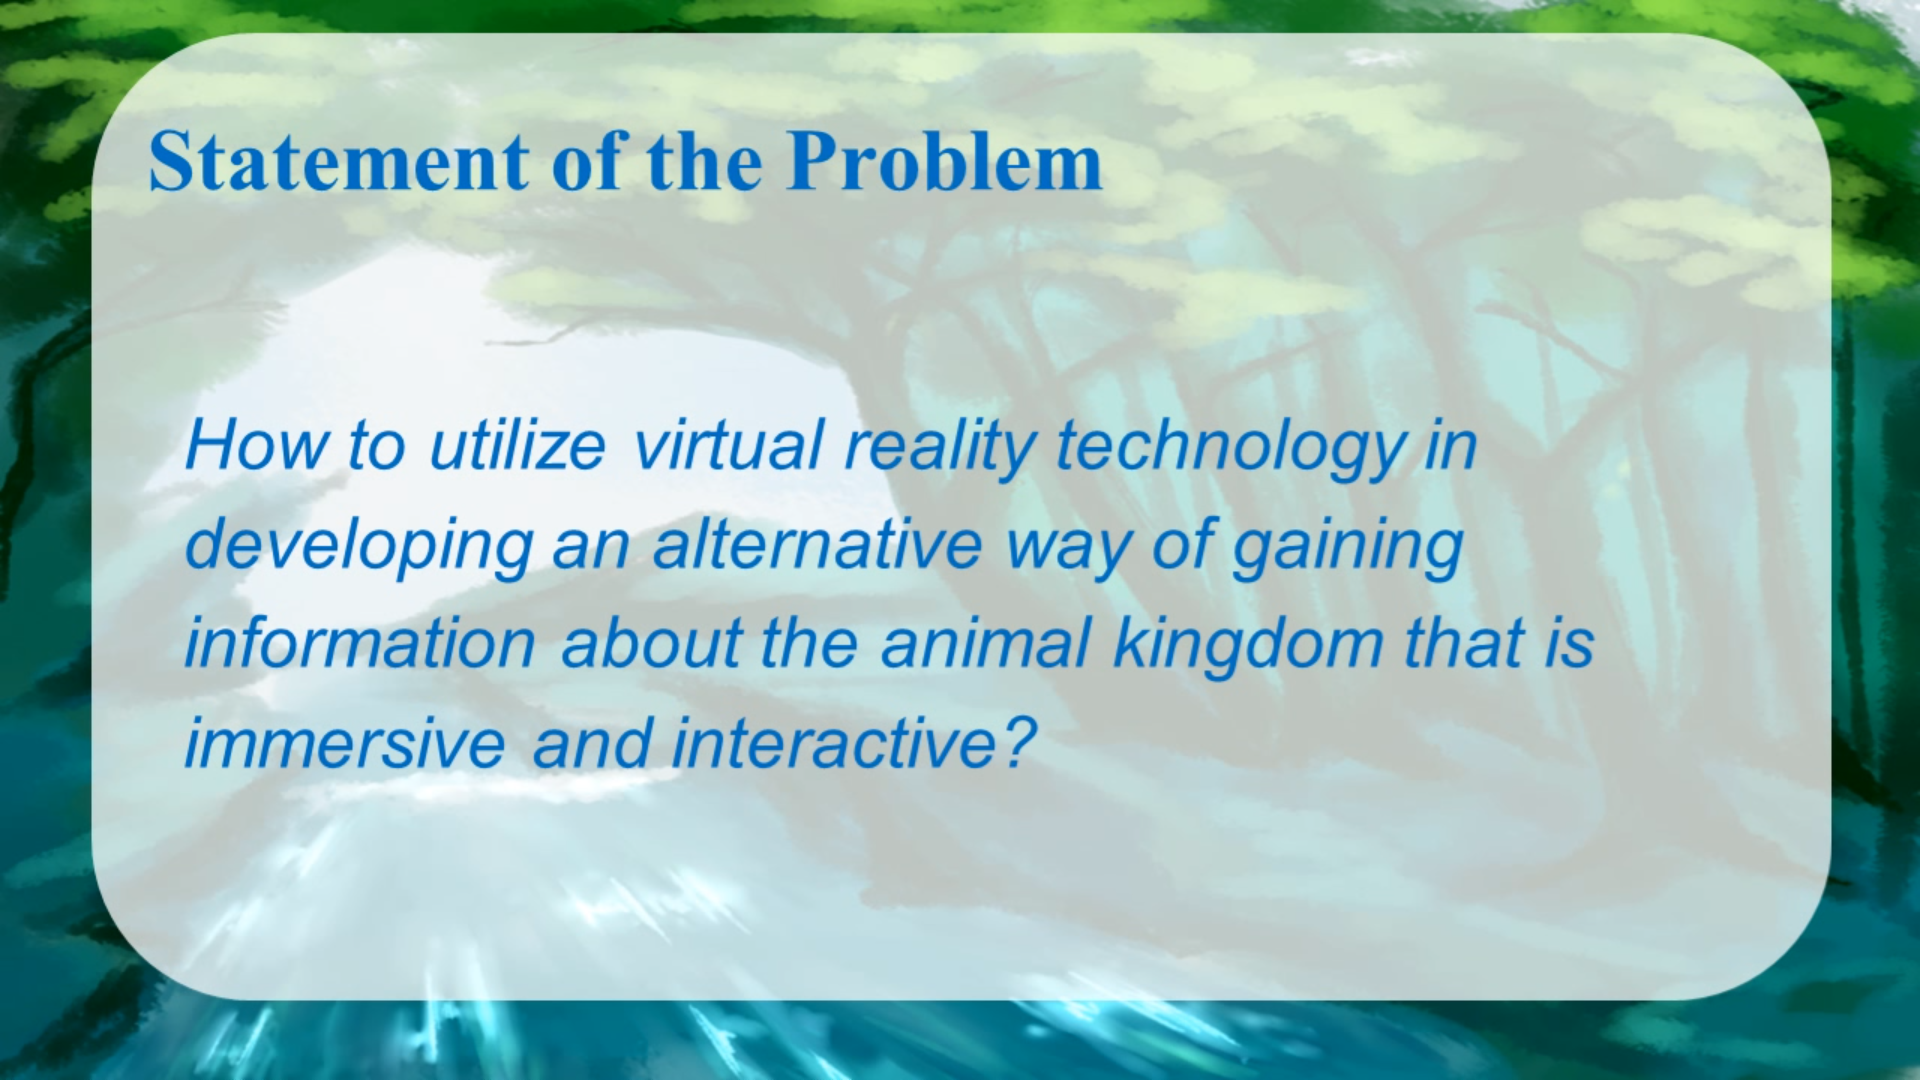 Statement of the Problem
How to utilize virtual reality technology in
developing an alternative way of gaining
information about the animal kingdom that is
immersive and interactive?